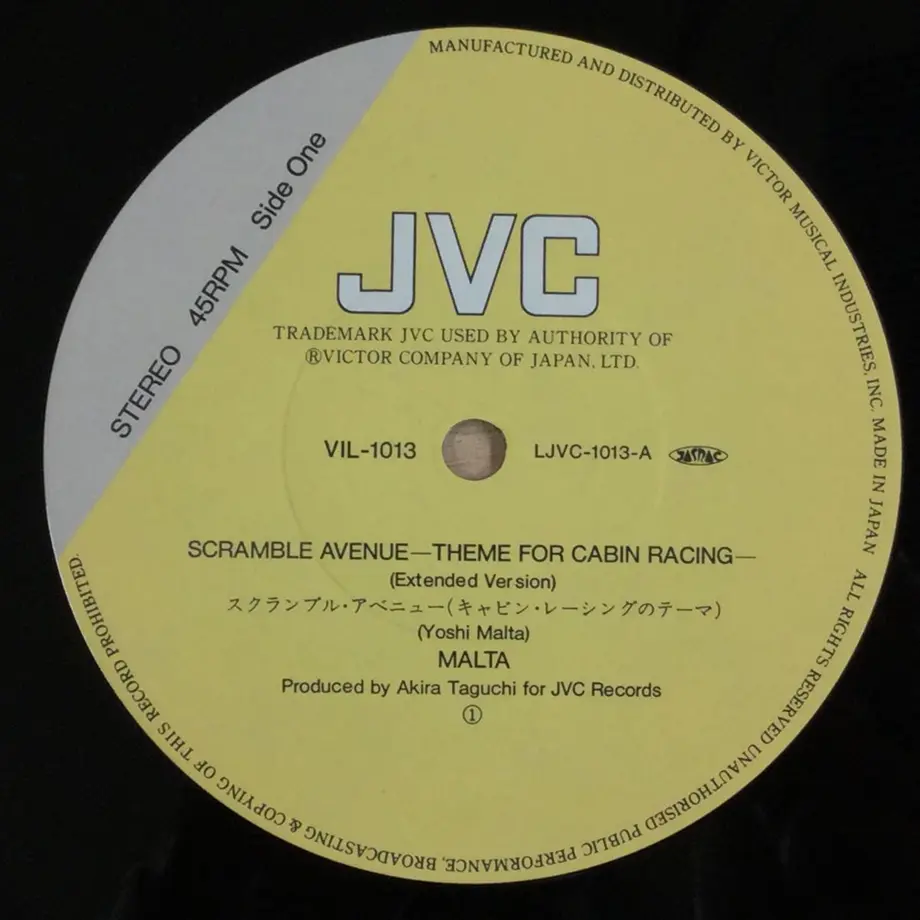 MANUFACTURED AND DISTRIBUTED BY VICTOR MUSICAL INDUSTRIES, INC. MADE IN JAPAN ALL RIGHTS RESERVED UNAUTHORISED PUBLIC PERFORMANCE, BROADCASTING & COPYING OF THIS RECORD PROHIBITED.
STEREO 45RPM Side One
JVC
TRADEMARK JVC USED BY AUTHORITY OF
®VICTOR COMPANY OF JAPAN, LTD.
VIL-1013 LJVC-1013-A JASRAC
SCRAMBLE AVENUE—THEME FOR CABIN RACING—
(Extended Version)
スクランブル・アベニュー(キャビン・レーシングのテーマ)
(Yoshi Malta)
MALTA
Produced by Akira Taguchi for JVC Records
①